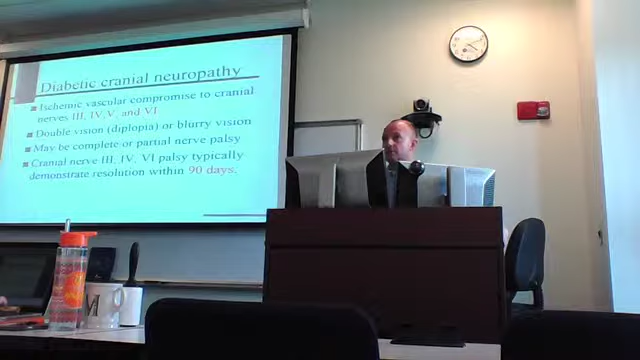 Diabetic cranial neuropathy
Ischemic vascular compromise to cranial
nerves III, IV,V, and VI
Double vision (diplopia) or blurry vision
May be complete or partial nerve palsy
Cranial nerve III, IV, VI palsy typically
demonstrate resolution within 90 days.